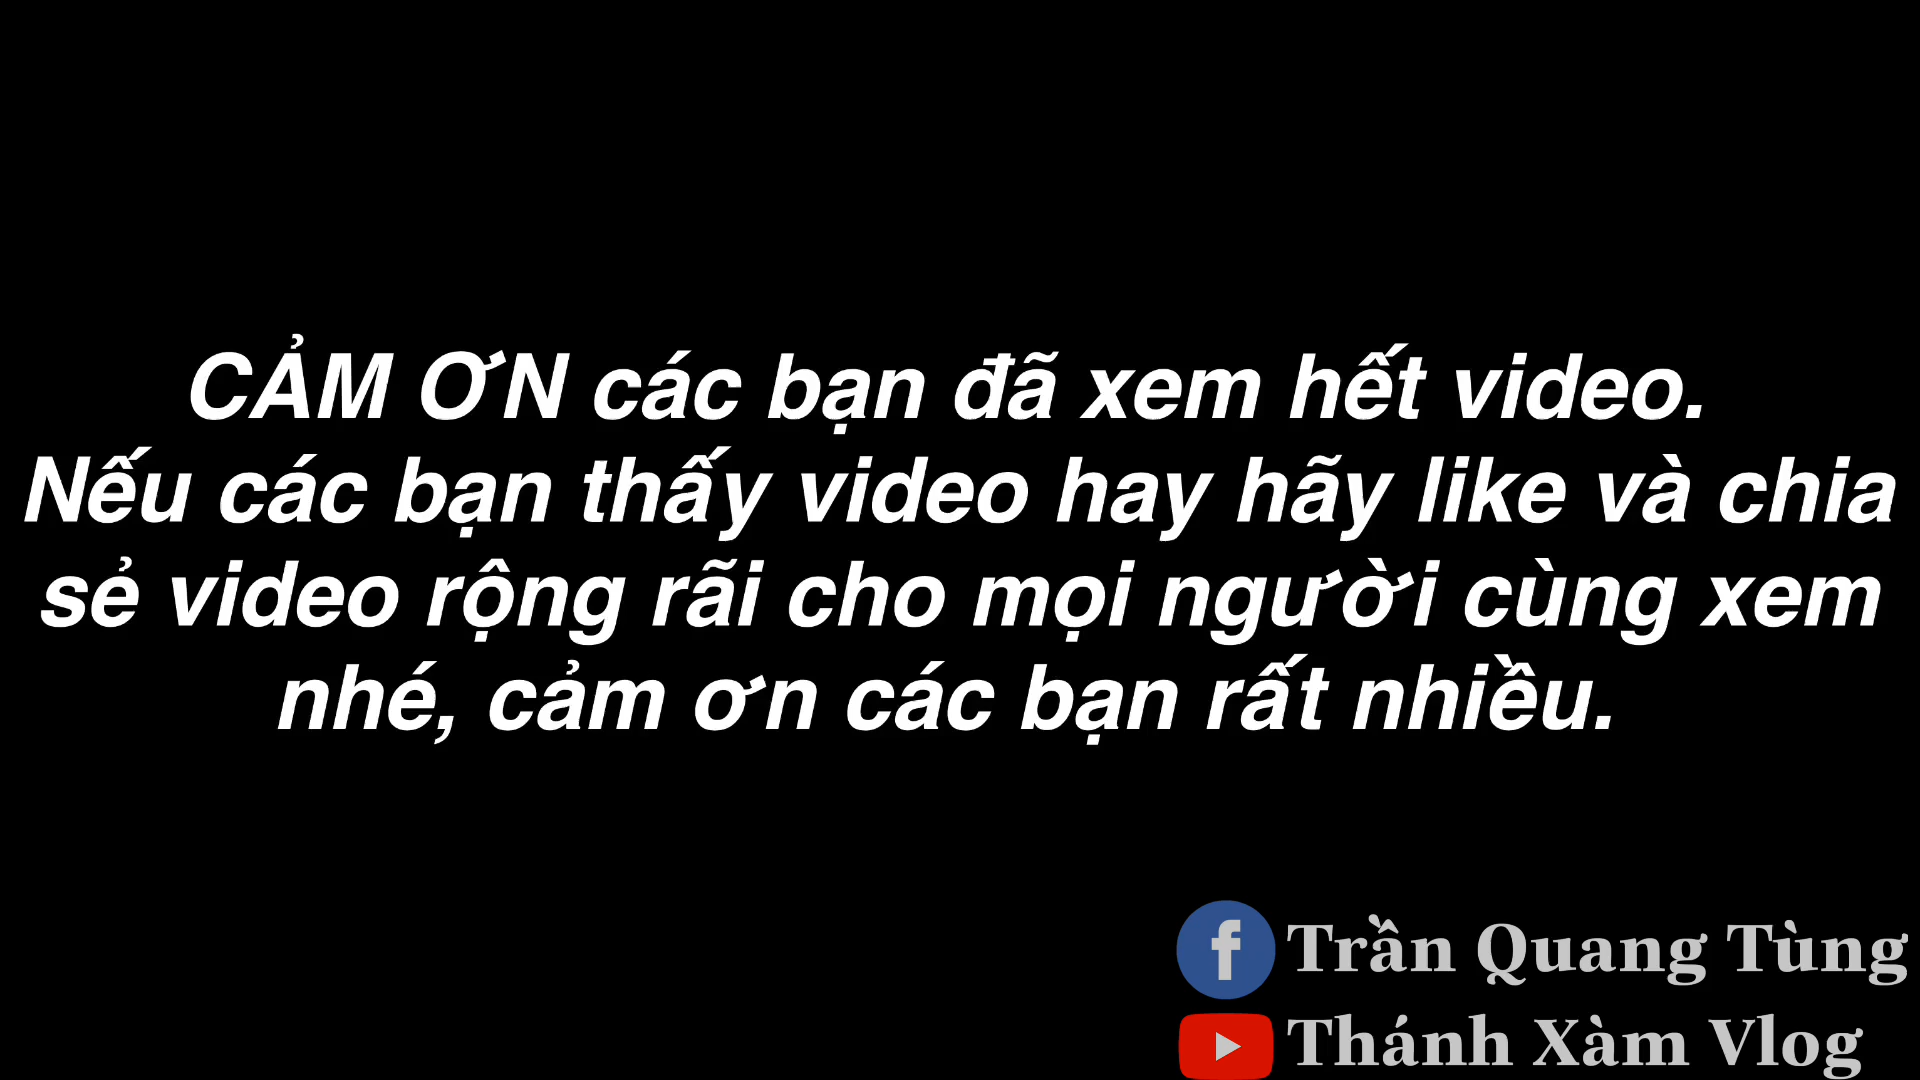 CẢM ƠN các bạn đã xem hết video.
Nếu các bạn thấy video hay hãy like và chia
sẻ video rộng rãi cho mọi người cùng xem
nhé, cảm ơn các bạn rất nhiều.
Trần Quang Tùng
Thánh Xàm Vlog